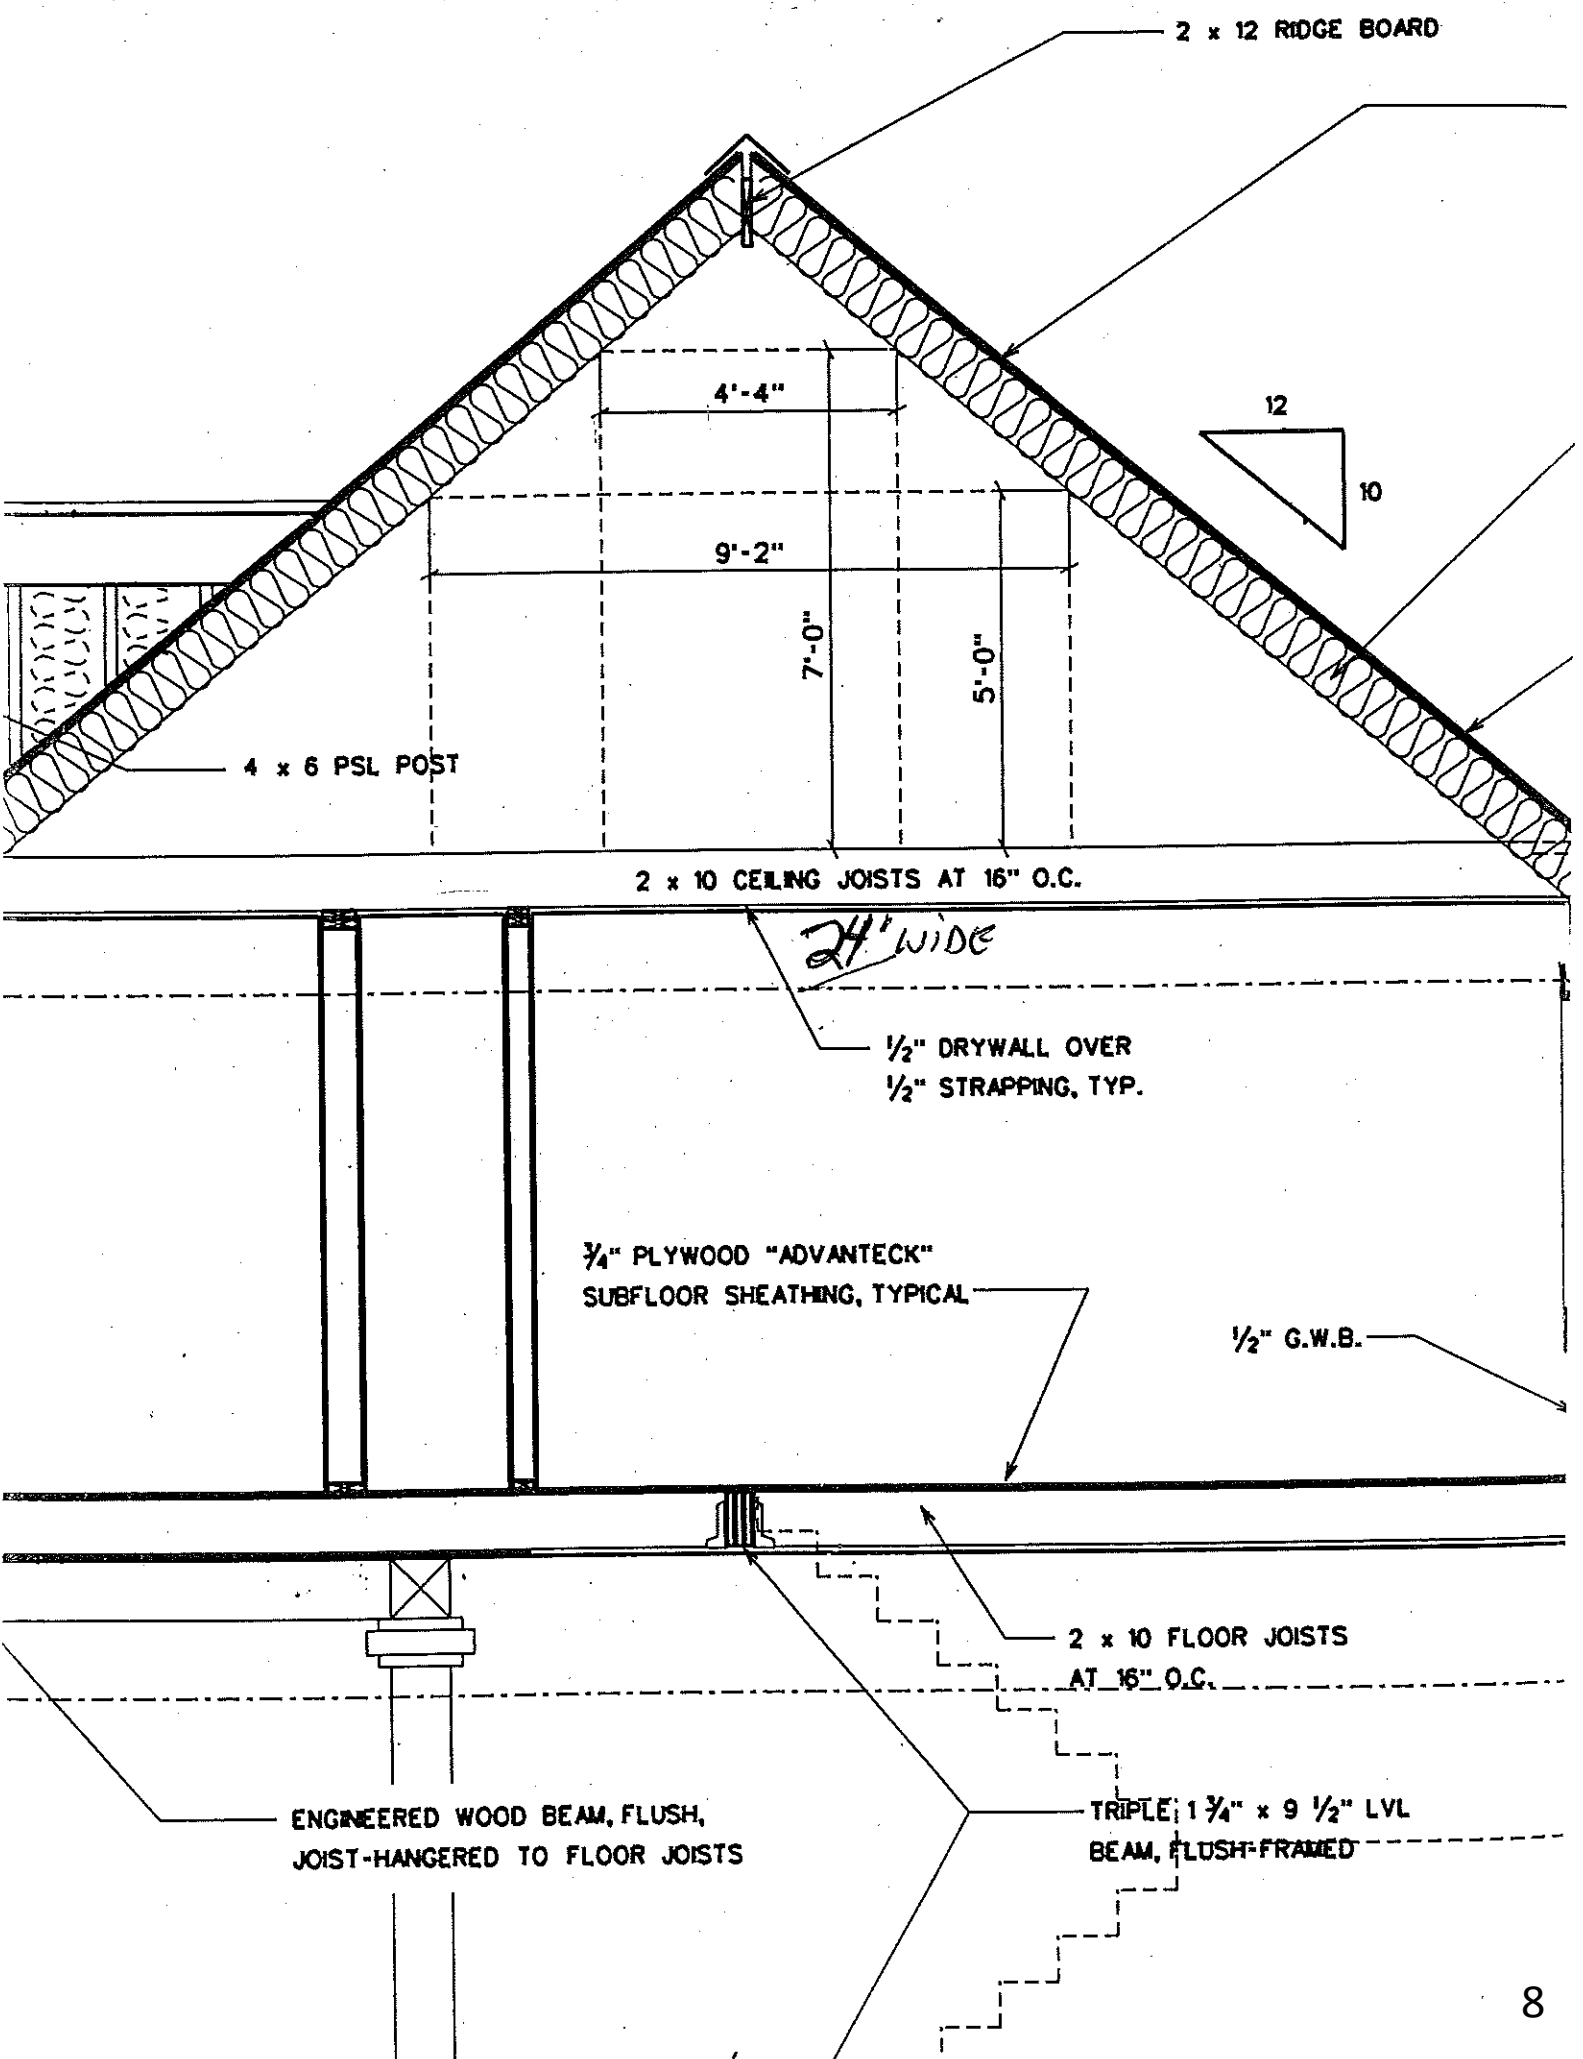 2 x 12 RIDGE BOARD
4'-4"
12
10
9'-2"
7'-0"
5'-0"
4 x 6 PSL POST
2 x 10 CEILING JOISTS AT 16" O.C.
24' WIDE
1/2" DRYWALL OVER
1/2" STRAPPING, TYP.
3/4" PLYWOOD "ADVANTECK"
SUBFLOOR SHEATHING, TYPICAL
1/2" G.W.B.
2 x 10 FLOOR JOISTS
AT 16" O.C.
ENGINEERED WOOD BEAM, FLUSH,
JOIST-HANGERED TO FLOOR JOISTS
TRIPLE 1 3/4" x 9 1/2" LVL
BEAM, FLUSH-FRAMED
8